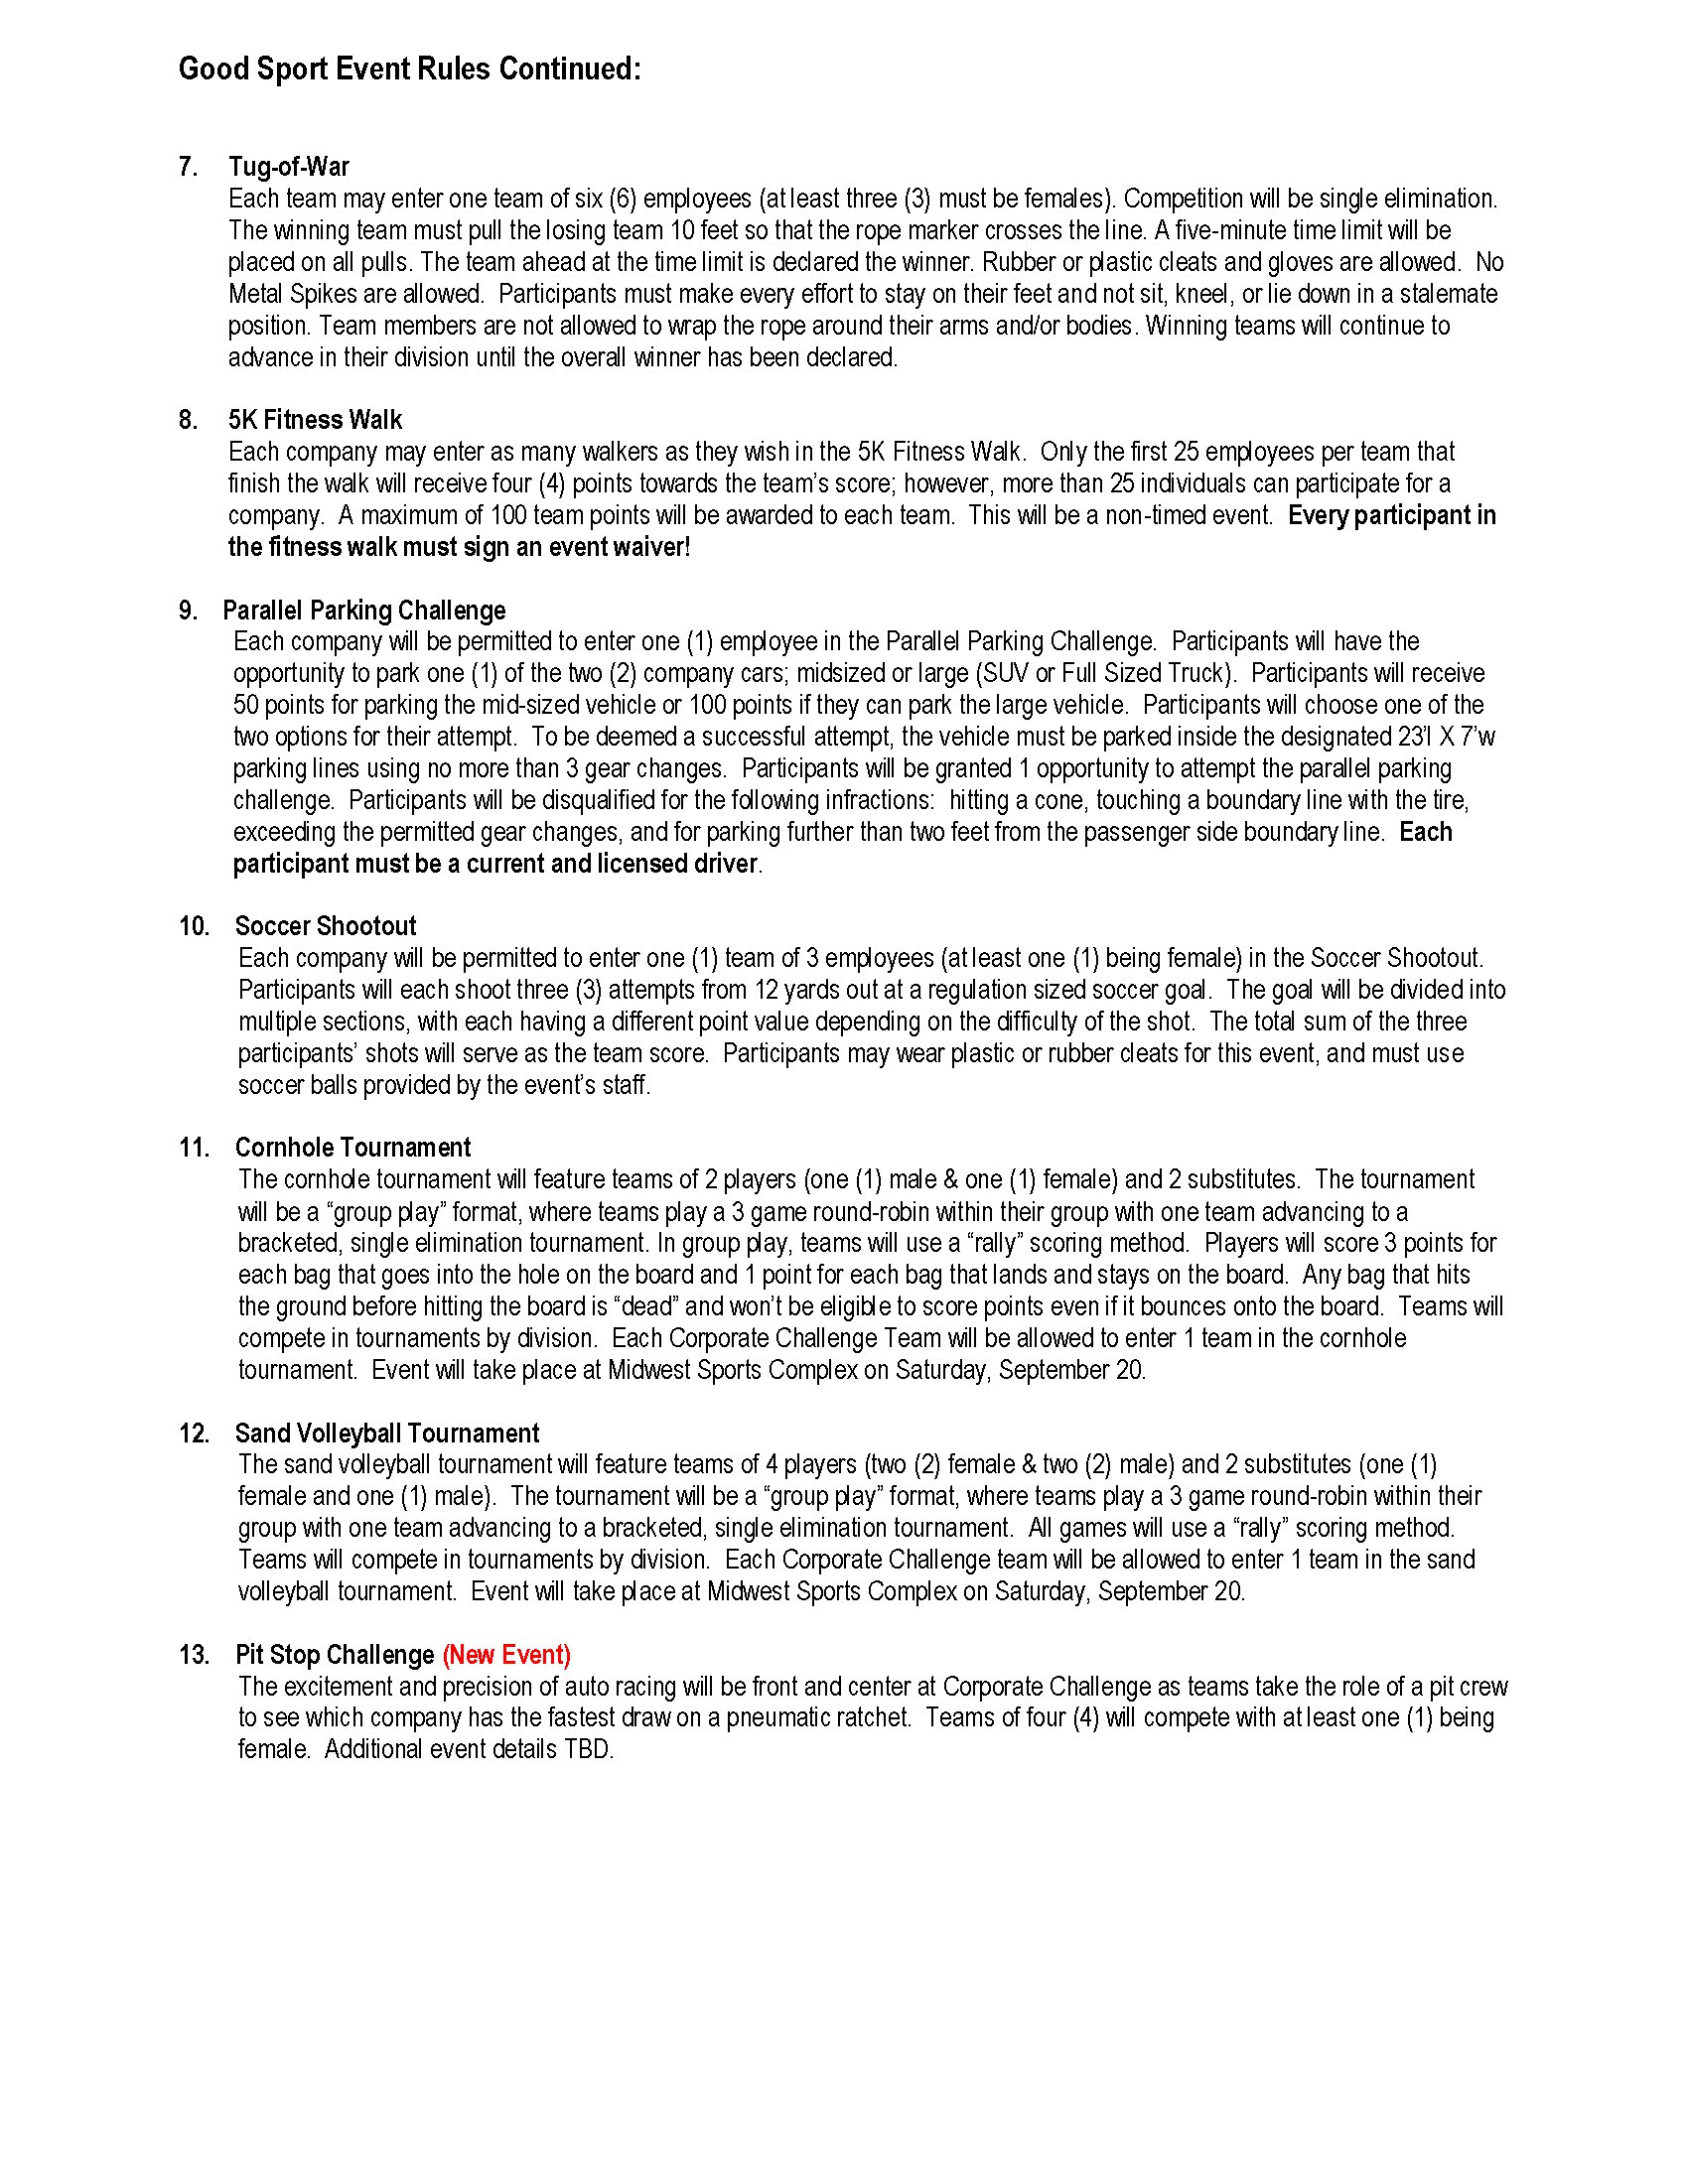 Good Sport Event Rules Continued:
7. Tug-of-War
Each team may enter one team of six (6) employees (at least three (3) must be females). Competition will be single elimination.
The winning team must pull the losing team 10 feet so that the rope marker crosses the line. A five-minute time limit will be
placed on all pulls. The team ahead at the time limit is declared the winner. Rubber or plastic cleats and gloves are allowed. No
Metal Spikes are allowed. Participants must make every effort to stay on their feet and not sit, kneel, or lie down in a stalemate
position. Team members are not allowed to wrap the rope around their arms and/or bodies. Winning teams will continue to
advance in their division until the overall winner has been declared.
8. 5K Fitness Walk
Each company may enter as many walkers as they wish in the 5K Fitness Walk. Only the first 25 employees per team that
finish the walk will receive four (4) points towards the team’s score; however, more than 25 individuals can participate for a
company. A maximum of 100 team points will be awarded to each team. This will be a non-timed event. Every participant in
the fitness walk must sign an event waiver!
9. Parallel Parking Challenge
Each company will be permitted to enter one (1) employee in the Parallel Parking Challenge. Participants will have the
opportunity to park one (1) of the two (2) company cars; midsized or large (SUV or Full Sized Truck). Participants will receive
50 points for parking the mid-sized vehicle or 100 points if they can park the large vehicle. Participants will choose one of the
two options for their attempt. To be deemed a successful attempt, the vehicle must be parked inside the designated 23’l X 7’w
parking lines using no more than 3 gear changes. Participants will be granted 1 opportunity to attempt the parallel parking
challenge. Participants will be disqualified for the following infractions: hitting a cone, touching a boundary line with the tire,
exceeding the permitted gear changes, and for parking further than two feet from the passenger side boundary line. Each
participant must be a current and licensed driver.
10. Soccer Shootout
Each company will be permitted to enter one (1) team of 3 employees (at least one (1) being female) in the Soccer Shootout.
Participants will each shoot three (3) attempts from 12 yards out at a regulation sized soccer goal. The goal will be divided into
multiple sections, with each having a different point value depending on the difficulty of the shot. The total sum of the three
participants’ shots will serve as the team score. Participants may wear plastic or rubber cleats for this event, and must use
soccer balls provided by the event’s staff.
11. Cornhole Tournament
The cornhole tournament will feature teams of 2 players (one (1) male & one (1) female) and 2 substitutes. The tournament
will be a “group play” format, where teams play a 3 game round-robin within their group with one team advancing to a
bracketed, single elimination tournament. In group play, teams will use a “rally” scoring method. Players will score 3 points for
each bag that goes into the hole on the board and 1 point for each bag that lands and stays on the board. Any bag that hits
the ground before hitting the board is “dead” and won’t be eligible to score points even if it bounces onto the board. Teams will
compete in tournaments by division. Each Corporate Challenge Team will be allowed to enter 1 team in the cornhole
tournament. Event will take place at Midwest Sports Complex on Saturday, September 20.
12. Sand Volleyball Tournament
The sand volleyball tournament will feature teams of 4 players (two (2) female & two (2) male) and 2 substitutes (one (1)
female and one (1) male). The tournament will be a “group play” format, where teams play a 3 game round-robin within their
group with one team advancing to a bracketed, single elimination tournament. All games will use a “rally” scoring method.
Teams will compete in tournaments by division. Each Corporate Challenge team will be allowed to enter 1 team in the sand
volleyball tournament. Event will take place at Midwest Sports Complex on Saturday, September 20.
13. Pit Stop Challenge (New Event)
The excitement and precision of auto racing will be front and center at Corporate Challenge as teams take the role of a pit crew
to see which company has the fastest draw on a pneumatic ratchet. Teams of four (4) will compete with at least one (1) being
female. Additional event details TBD.